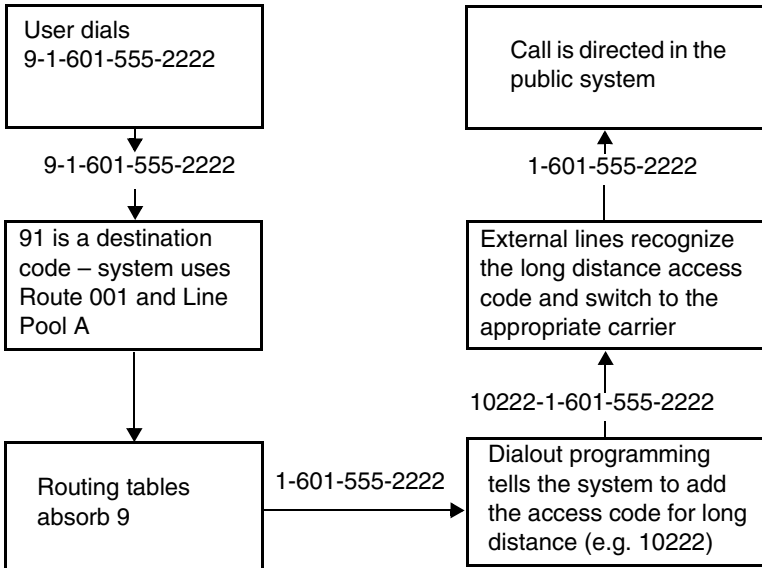 User dials
9-1-601-555-2222
9-1-601-555-2222
91 is a destination
code – system uses
Route 001 and Line
Pool A
Routing tables
absorb 9
1-601-555-2222
Dialout programming
tells the system to add
the access code for long
distance (e.g. 10222)
10222-1-601-555-2222
External lines recognize
the long distance access
code and switch to the
appropriate carrier
1-601-555-2222
Call is directed in the
public system